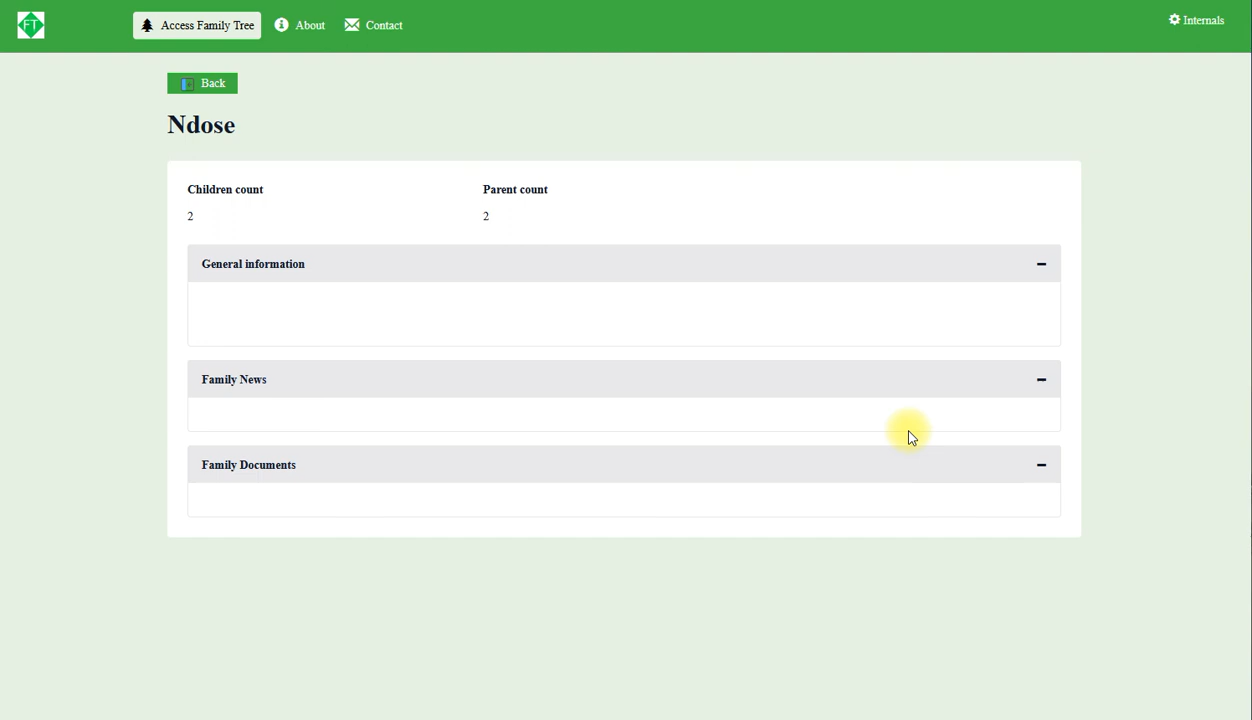 FT
Access Family Tree
About
Contact
Internals
Back
Ndose
Children count
Parent count
2
2
General information
Family News
Family Documents